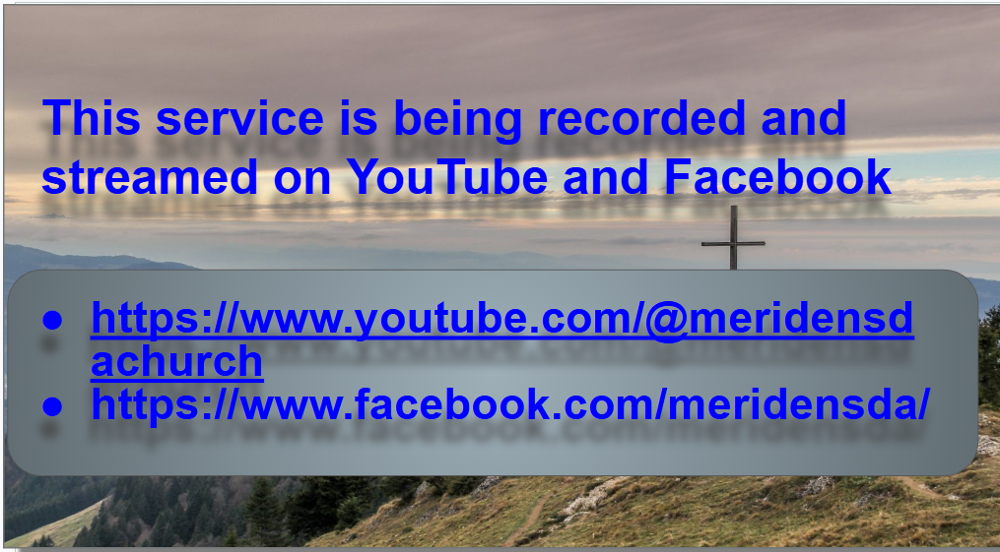 This service is being recorded and
streamed on YouTube and Facebook
● https://www.youtube.com/@meridensd
achurch
● https://www.facebook.com/meridensda/